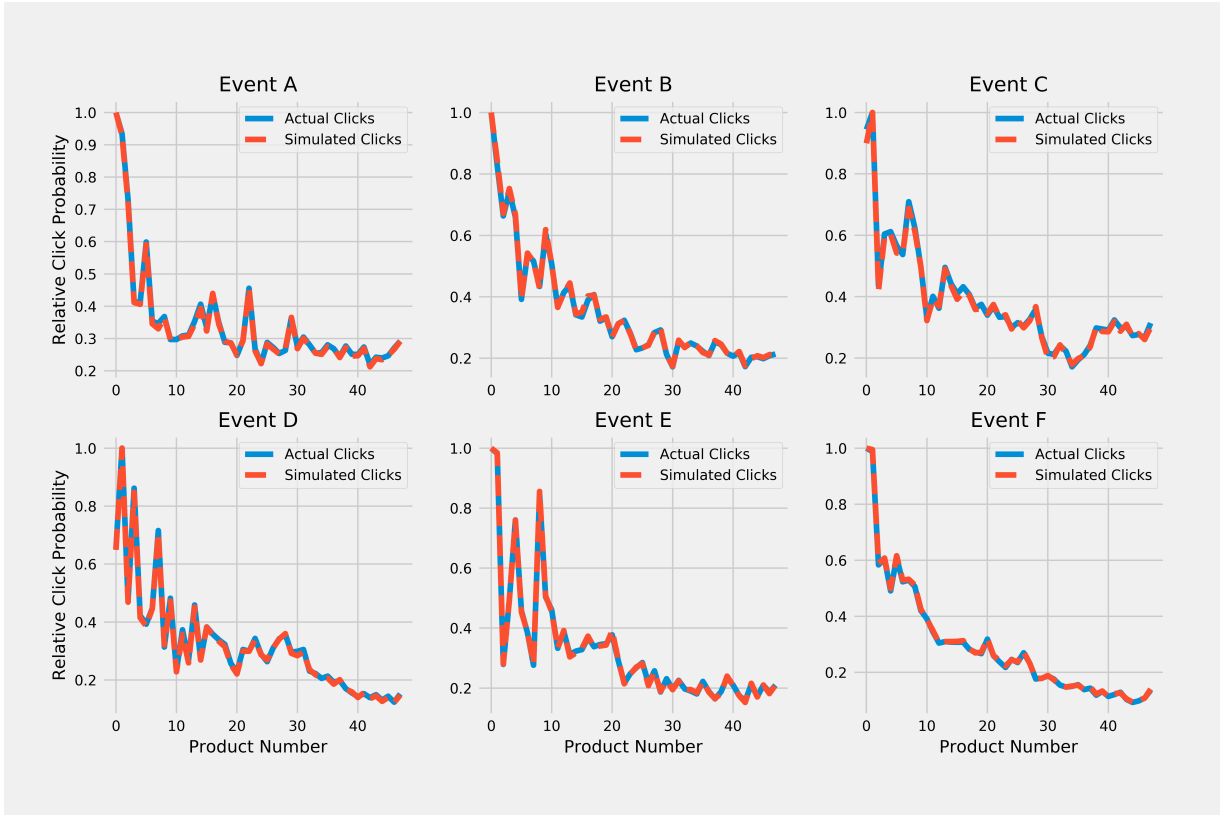 Event A
Event B
Event C
Relative Click Probability
1.0
0.9
0.8
0.7
0.6
0.5
0.4
0.3
0.2
0
10
20
30
40
Actual Clicks
Simulated Clicks
1.0
0.8
0.6
0.4
0.2
0
10
20
30
40
Actual Clicks
Simulated Clicks
1.0
0.8
0.6
0.4
0.2
0
10
20
30
40
Actual Clicks
Simulated Clicks
Event D
Event E
Event F
Relative Click Probability
1.0
0.8
0.6
0.4
0.2
0
10
20
30
40
Product Number
Actual Clicks
Simulated Clicks
1.0
0.8
0.6
0.4
0.2
0
10
20
30
40
Product Number
Actual Clicks
Simulated Clicks
1.0
0.8
0.6
0.4
0.2
0
10
20
30
40
Product Number
Actual Clicks
Simulated Clicks